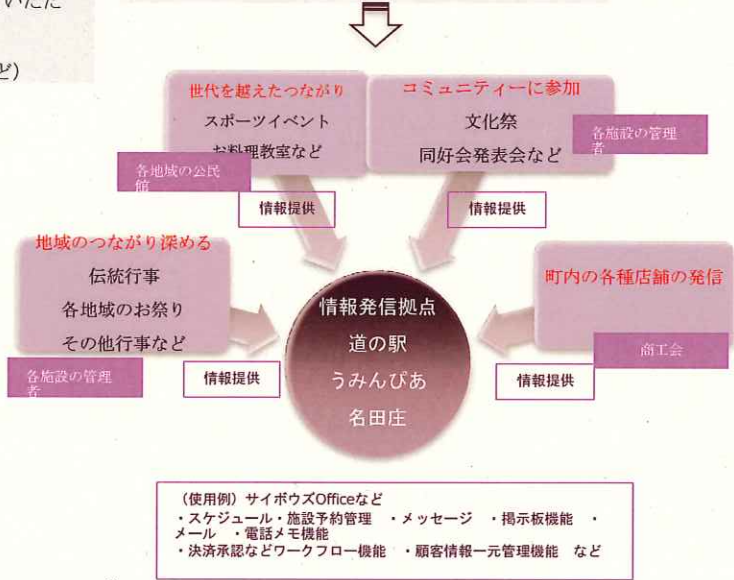 いただ
ど）
世代を越えたつながり
スポーツイベント
お料理教室など
各地域の公民
館
情報提供
コミュニティーに参加
文化祭
同好会発表会など
各施設の管理
者
情報提供
地域のつながり深める
伝統行事
各地域のお祭り
その他行事など
各施設の管理
者
情報提供
町内の各種店舗の発信
商工会
情報提供
情報発信拠点
道の駅
うみんぴあ
名田庄
（使用例）サイボウズOfficeなど
・スケジュール・施設予約管理　・メッセージ　・掲示板機能　・
メール　・電話メモ機能
・決済承認などワークフロー機能　・顧客情報一元管理機能　など